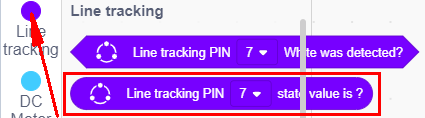 Line tracking
Line tracking
Line tracking PIN 7 White was detected?
Line tracking PIN 7 state value is ?
DC
Motor